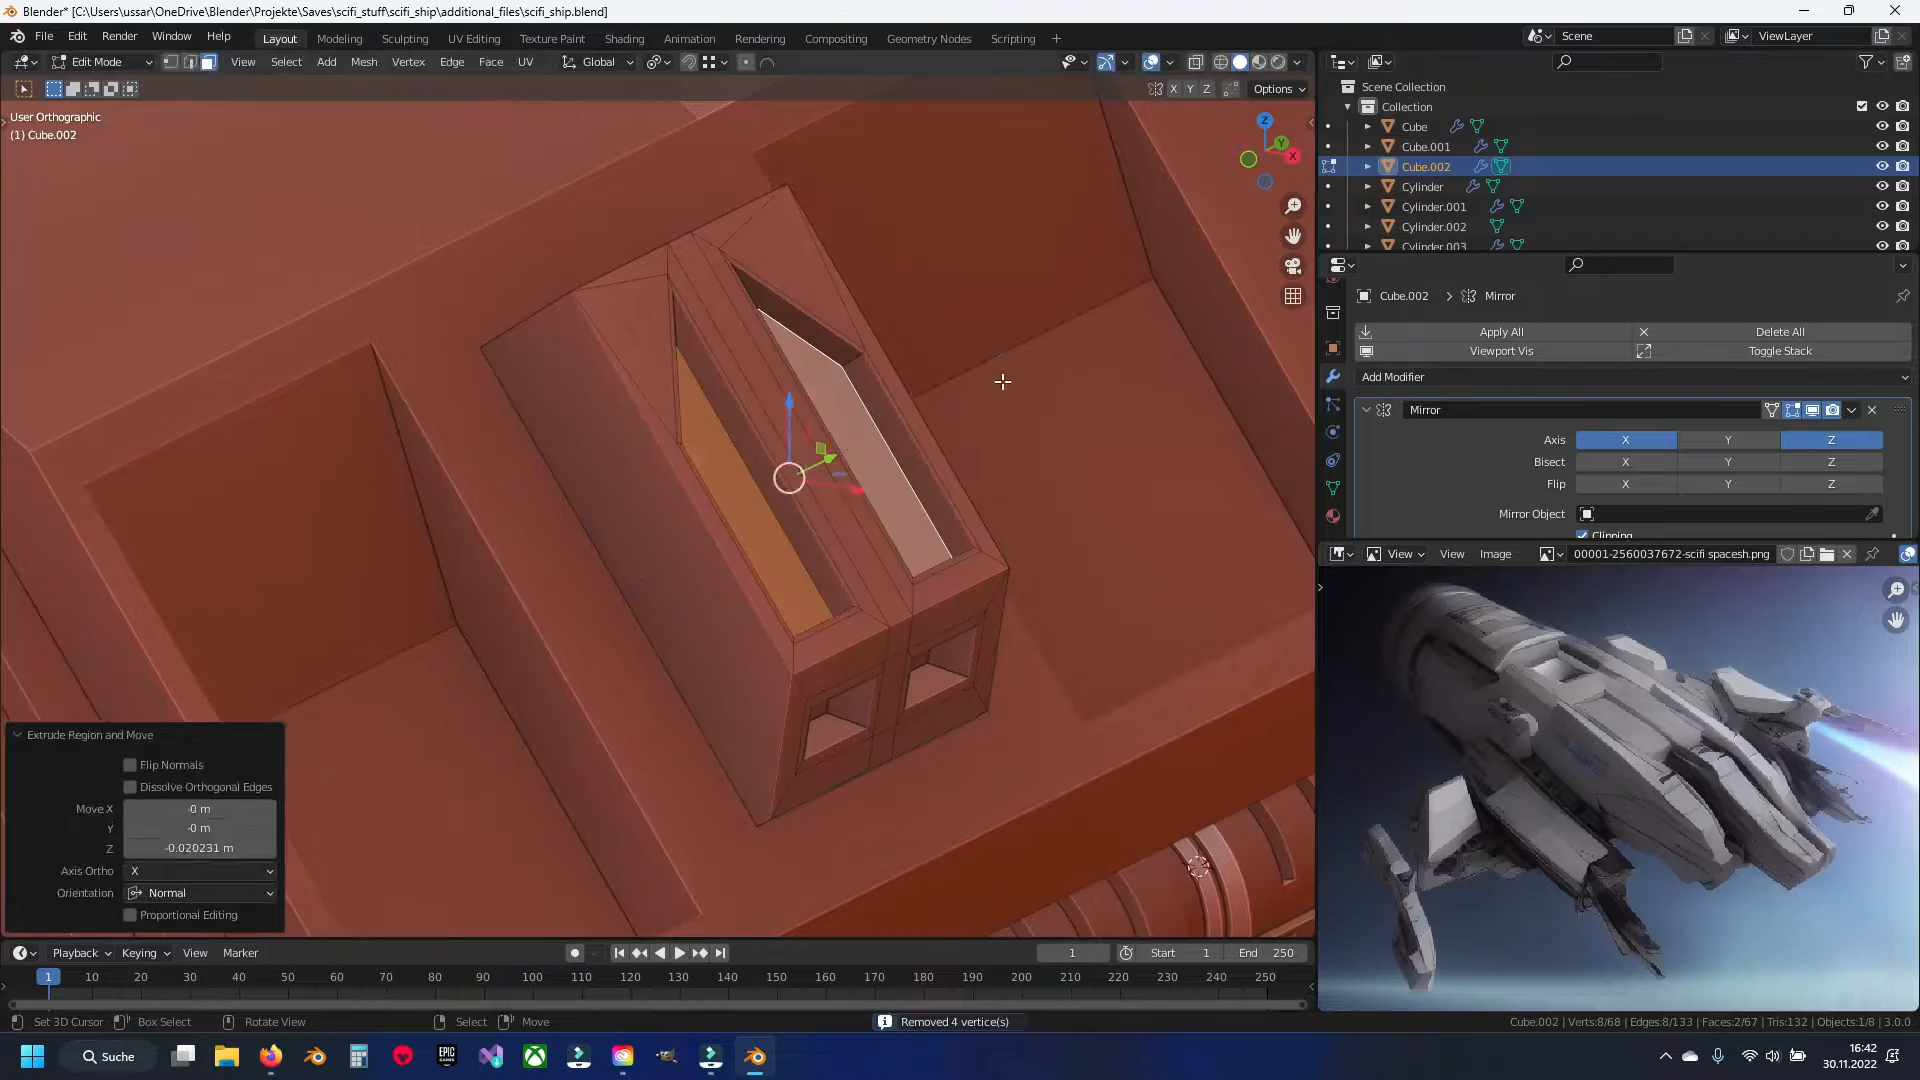 Blender* [C:\Users\ussar\OneDrive\Blender\Projekte\Saves\scifi_stuff\scifi_ship\additional_files\scifi_ship.blend]
File Edit Render Window Help
Layout Modeling Sculpting UV Editing Texture Paint Shading Animation Rendering Compositing Geometry Nodes Scripting +
Scene
ViewLayer
Edit Mode View Select Add Mesh Vertex Edge Face UV Global
X Y Z Options
User Orthographic
(1) Cube.002
Z
Y
X
Scene Collection
Collection
Cube
Cube.001
Cube.002
Cylinder
Cylinder.001
Cylinder.002
Cylinder.003
Cube.002 > Mirror
Apply All Delete All
Viewport Vis Toggle Stack
Add Modifier
Mirror
Axis X Y Z
Bisect X Y Z
Flip X Y Z
Mirror Object
Clipping
View View Image 00001-2560037672-scifi spacesh.png
Extrude Region and Move
Flip Normals
Dissolve Orthogonal Edges
Move X -0 m
Y -0 m
Z -0.020231 m
Axis Ortho X
Orientation Normal
Proportional Editing
Playback Keying View Marker
1 Start 1 End 250
1 10 20 30 40 50 60 70 80 90 100 110 120 130 140 150 160 170 180 190 200 210 220 230 240 250
Set 3D Cursor Box Select Rotate View Select Move
Removed 4 vertice(s)
Cube.002 | Verts:8/68 | Edges:8/133 | Faces:2/67 | Tris:132 | Objects:1/8 | 3.0.0
Suche
EPIC GAMES
16:42
30.11.2022